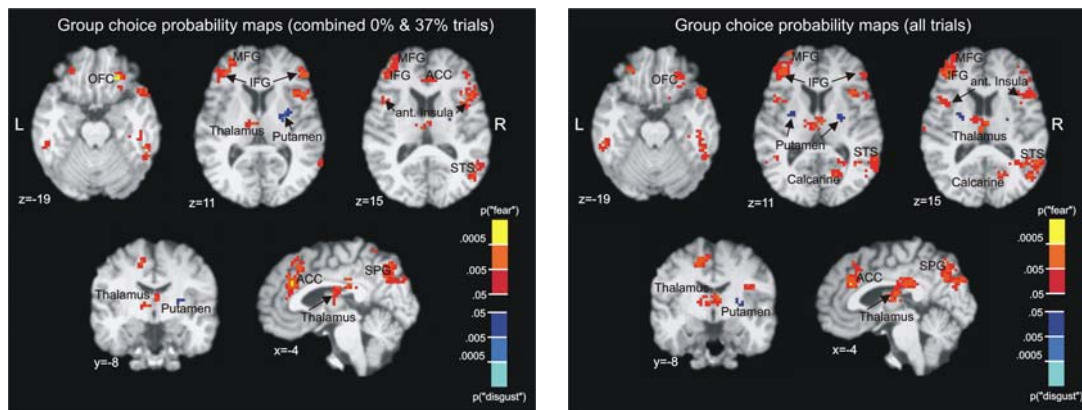 Group choice probability maps (combined 0% & 37% trials)
MFG
MFG
OFC
IFG
IFG
ACC
L
R
ant. Insula
Thalamus
Putamen
STS
z=-19
z=11
z=15
p("fear")
.0005
.005
.05
.05
.005
.0005
p("disgust")
Thalamus
Putamen
ACC
SPG
Thalamus
y=-8
x=-4
Group choice probability maps (all trials)
MFG
MFG
OFC
IFG
IFG
ant. Insula
L
R
Putamen
Thalamus
STS
STS
Calcarine
Calcarine
z=-19
z=11
z=15
p("fear")
.0005
.005
.05
.05
.005
.0005
p("disgust")
Thalamus
Putamen
ACC
SPG
Thalamus
y=-8
x=-4